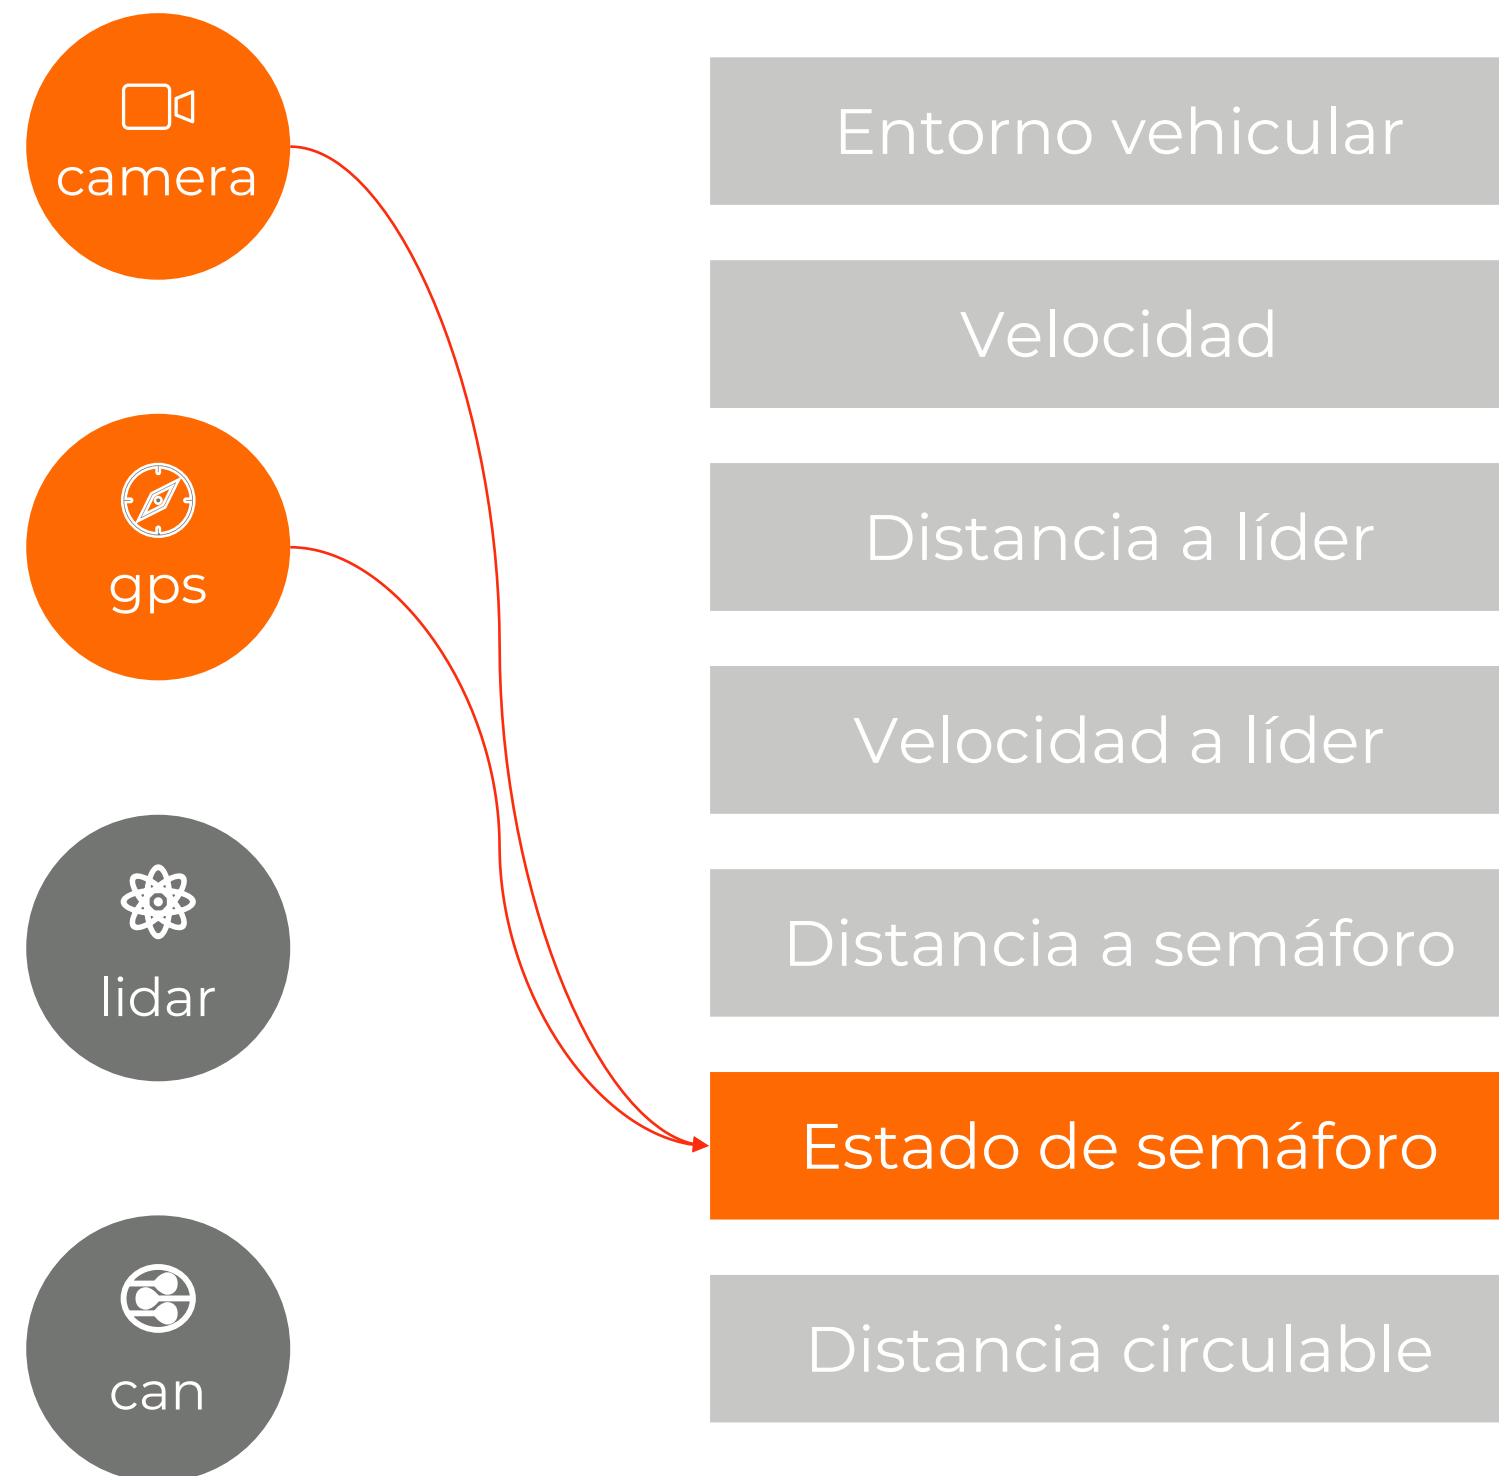 camera
gps
lidar
can
Entorno vehicular
Velocidad
Distancia a líder
Velocidad a líder
Distancia a semáforo
Estado de semáforo
Distancia circulable